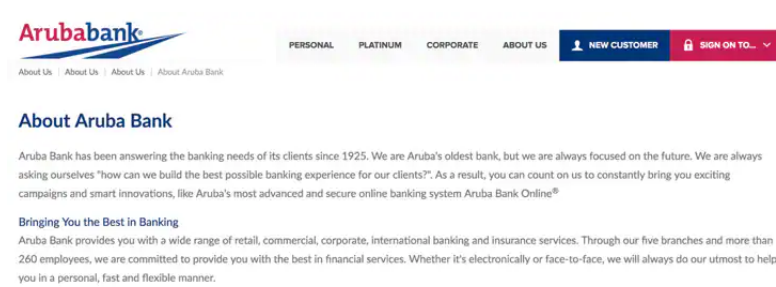 Arubabank®
PERSONAL PLATINUM CORPORATE ABOUT US NEW CUSTOMER SIGN ON TO...
About Us | About Us | About Us | About Aruba Bank
About Aruba Bank
Aruba Bank has been answering the banking needs of its clients since 1925. We are Aruba's oldest bank, but we are always focused on the future. We are always
asking ourselves "how can we build the best possible banking experience for our clients?". As a result, you can count on us to constantly bring you exciting
campaigns and smart innovations, like Aruba's most advanced and secure online banking system Aruba Bank Online®
Bringing You the Best in Banking
Aruba Bank provides you with a wide range of retail, commercial, corporate, international banking and insurance services. Through our five branches and more than
260 employees, we are committed to provide you with the best in financial services. Whether it's electronically or face-to-face, we will always do our utmost to help
you in a personal, fast and flexible manner.